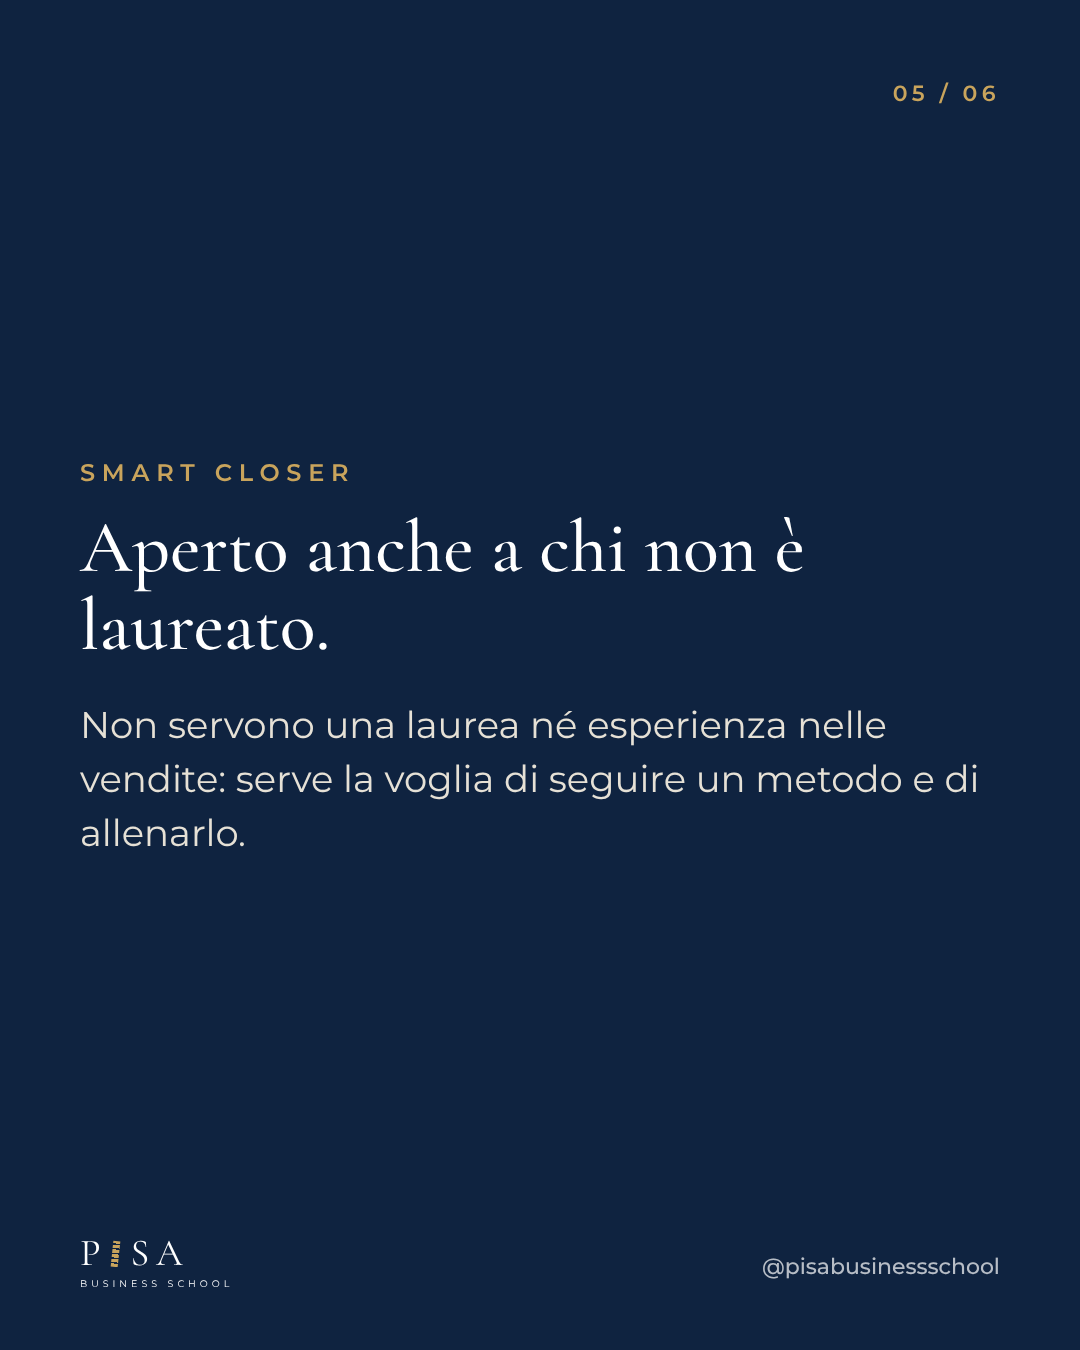 05 / 06
SMART CLOSER
Aperto anche a chi non è
laureato.
Non servono una laurea né esperienza nelle
vendite: serve la voglia di seguire un metodo e di
allenarlo.
PISA
BUSINESS SCHOOL
@pisabusinessschool